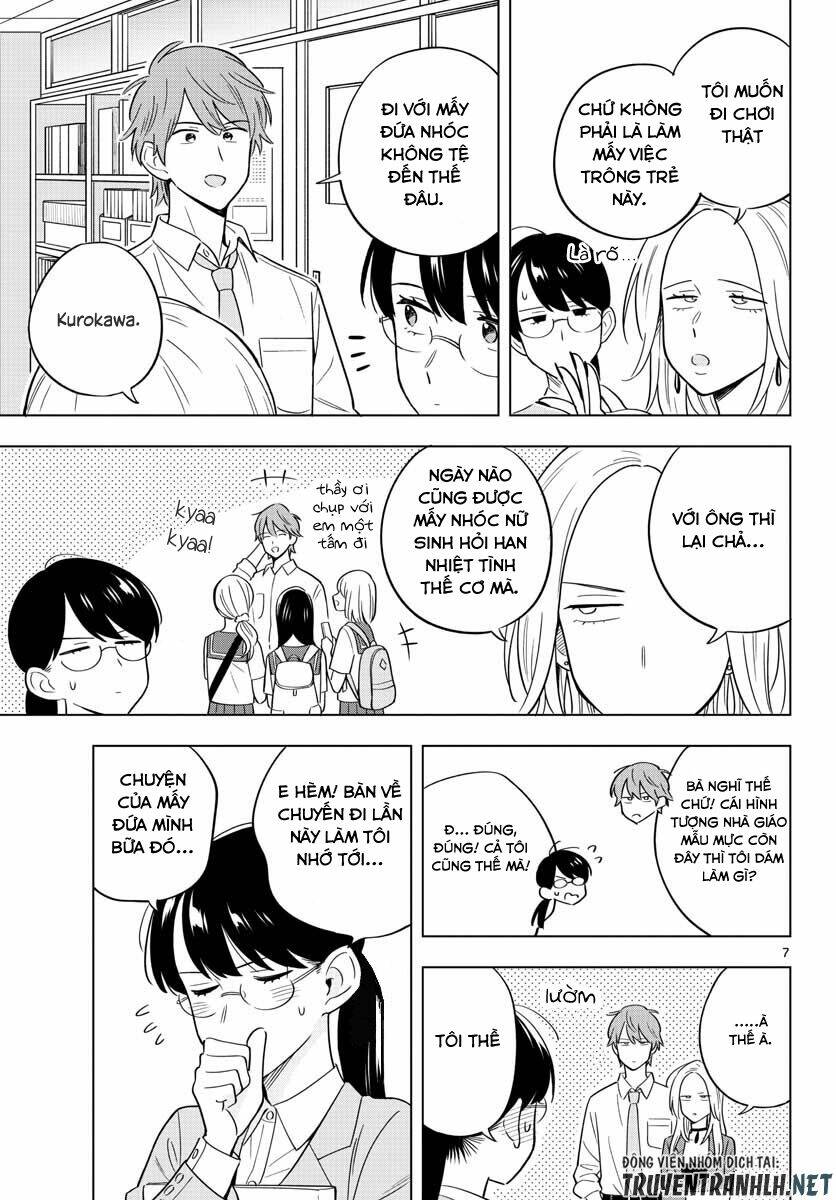 TÔI MUỐN
ĐI CHƠI
THẬT
CHỨ KHÔNG
PHẢI LÀ LÀM
MẤY VIỆC
TRÔNG TRẺ
NÀY.
Là rõ...
ĐI VỚI MẤY
ĐỨA NHÓC
KHÔNG TỆ
ĐẾN THẾ
ĐÂU.
Kurokawa.
VỚI ÔNG THÌ
LẠI CHẢ...
NGÀY NÀO
CŨNG ĐƯỢC
MẤY NHÓC NỮ
SINH HỎI HAN
NHIỆT TÌNH
THẾ CƠ MÀ.
thầy ơi
chụp với
em một
tấm đi
kyaa
kyaa!
BẢ NGHĨ THẾ
CHỨ! CÁI HÌNH
TƯỢNG NHÀ GIÁO
MẪU MỰC CÒN
ĐÂY THÌ TÔI DÁM
LÀM GÌ?
Đ... ĐÚNG,
ĐÚNG! CẢ TÔI
CŨNG THẾ MÀ!
E HÈM! BÀN VỀ
CHUYẾN ĐI LẦN
NÀY LÀM TÔI
NHỚ TỚI...
CHUYỆN
CỦA MẤY
ĐỨA MÌNH
BỮA ĐÓ...
7
.....À
THẾ À.
lườm
TÔI THỀ
ĐỘNG VIÊN NHÓM DỊCH TẠI:
TRUYENTRANHLH.NET